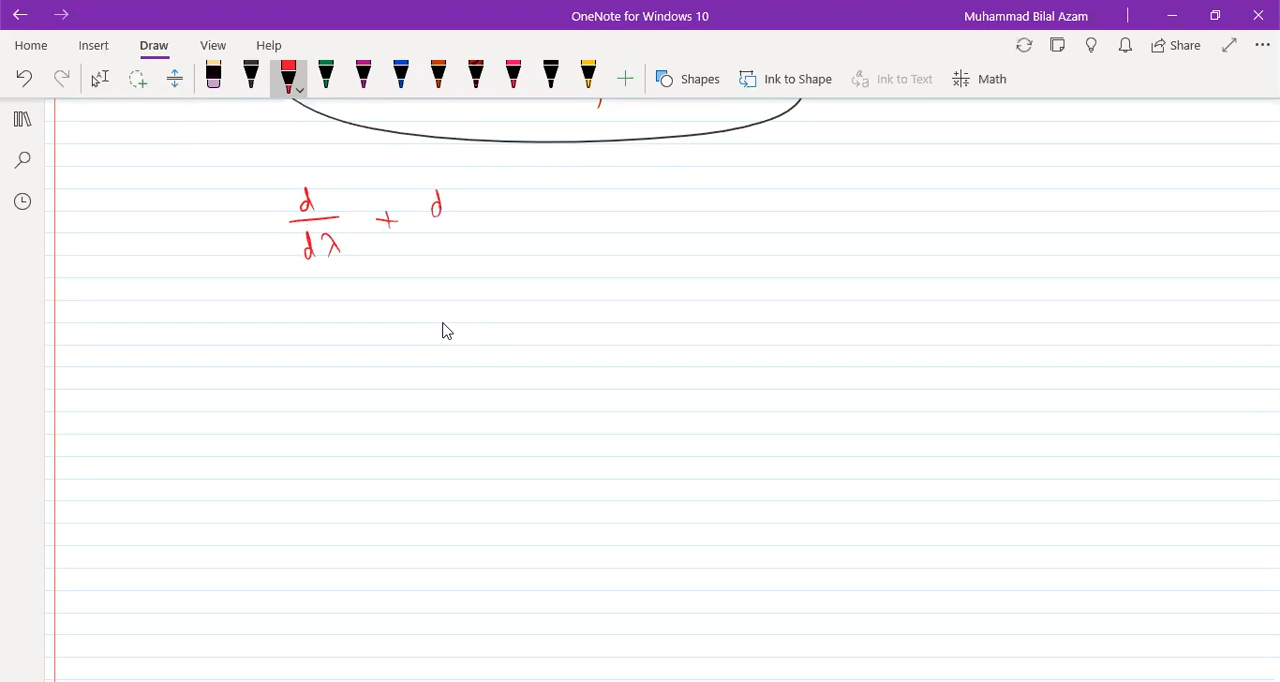 OneNote for Windows 10
Muhammad Bilal Azam
Home Insert Draw View Help
Share
Shapes Ink to Shape Ink to Text Math
d + d
dλ